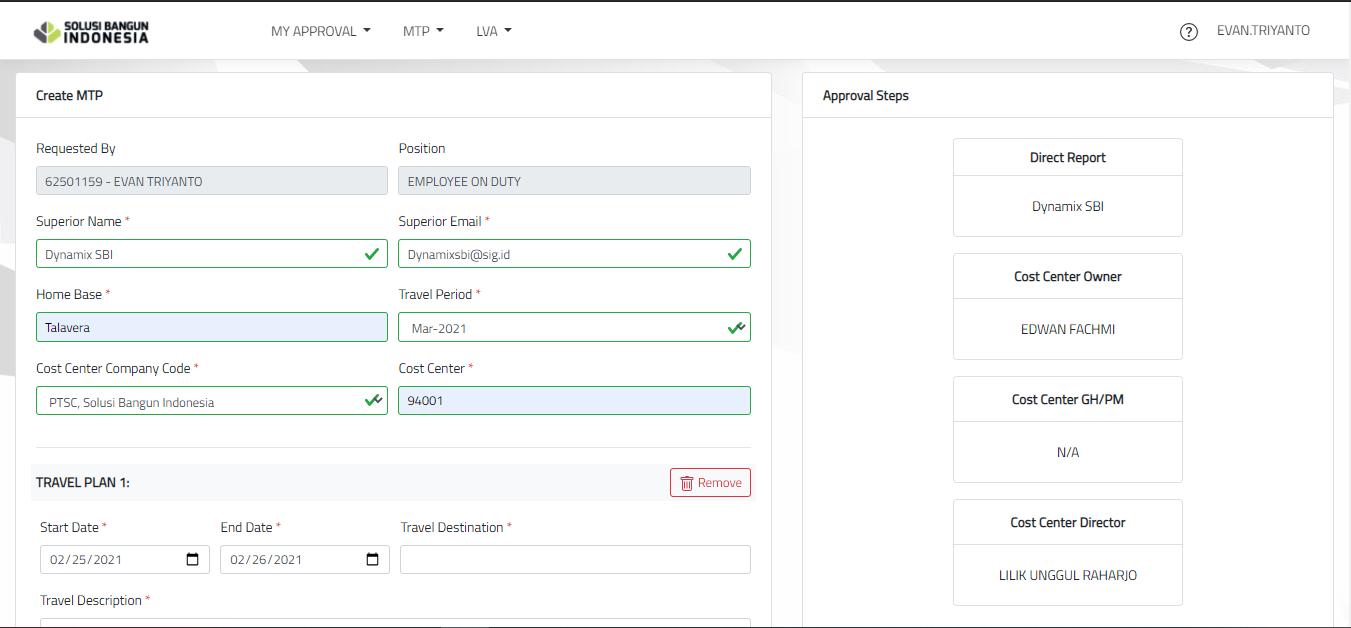 SOLUSI BANGUN
INDONESIA
MY APPROVAL
MTP
LVA
?
EVAN.TRIYANTO
Create MTP
Requested By
Position
62501159 - EVAN TRIYANTO
EMPLOYEE ON DUTY
Superior Name *
Superior Email *
Dynamix SBI
Dynamixsbi@sig.id
Home Base *
Travel Period *
Talavera
Mar-2021
Cost Center Company Code *
Cost Center *
PTSC, Solusi Bangun Indonesia
94001
TRAVEL PLAN 1:
Remove
Start Date *
End Date *
Travel Destination *
02/25/2021
02/26/2021
Travel Description *
Approval Steps
Direct Report
Dynamix SBI
Cost Center Owner
EDWAN FACHMI
Cost Center GH/PM
N/A
Cost Center Director
LILIK UNGGUL RAHARJO